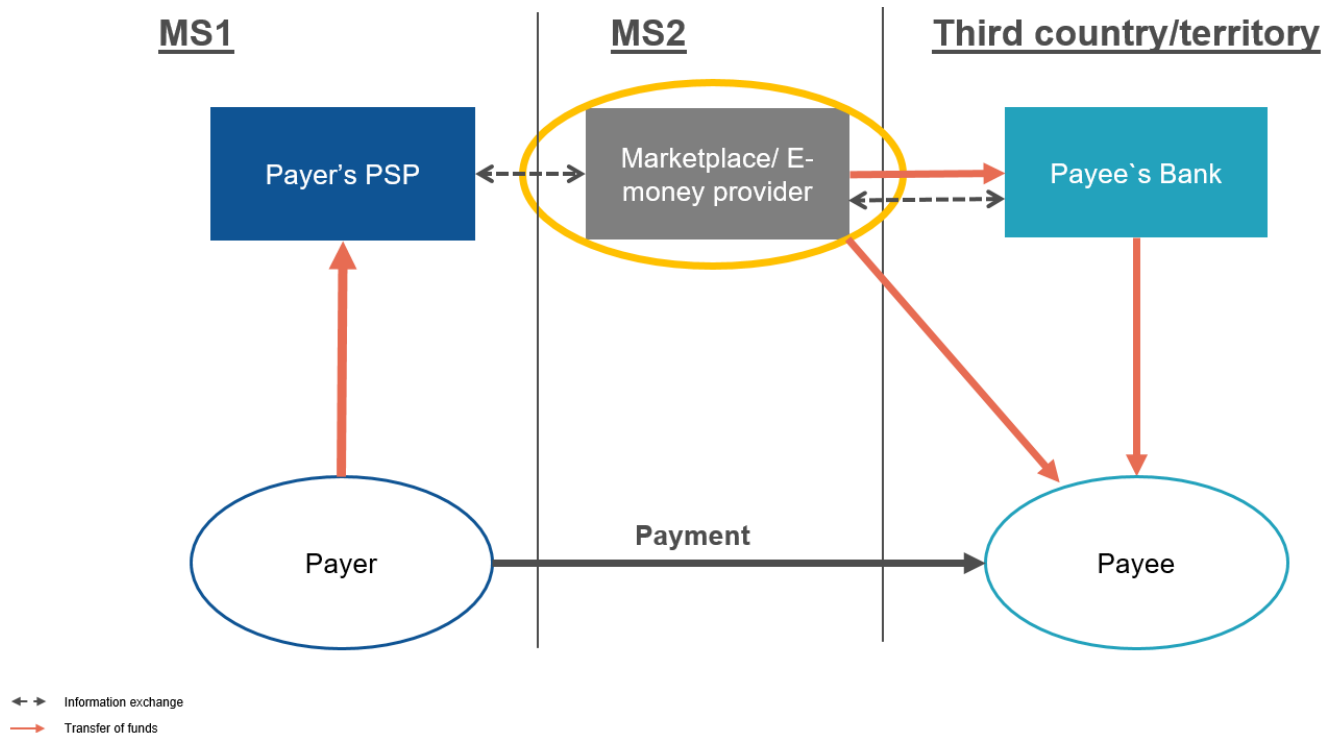 MS1
MS2
Third country/territory
Payer’s PSP
Marketplace/ E-
money provider
Payee`s Bank
Payment
Payer
Payee
Information exchange
Transfer of funds